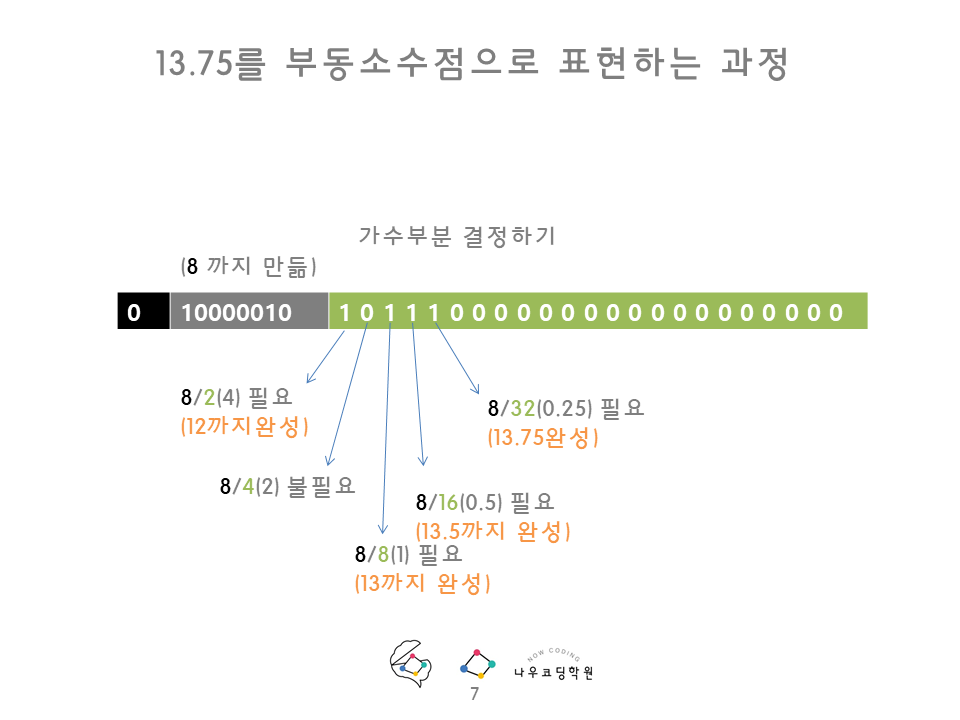 13.75를 부동소수점으로 표현하는 과정
가수부분 결정하기
(8 까지 만듦)
0 10000010 1 0 1 1 1 0 0 0 0 0 0 0 0 0 0 0 0 0 0 0 0 0 0
8/2(4) 필요
(12까지완성)
8/32(0.25) 필요
(13.75완성)
8/4(2) 불필요
8/16(0.5) 필요
(13.5까지 완성)
8/8(1) 필요
(13까지 완성)
NOW CODING
나우코딩학원
7